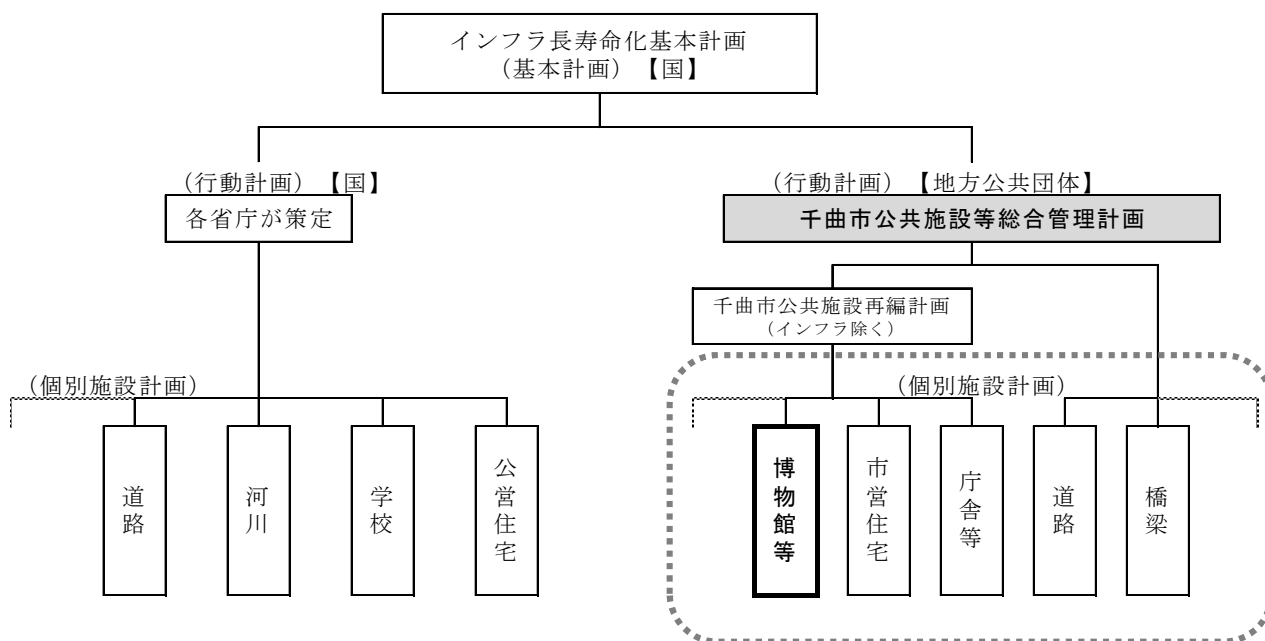 インフラ長寿命化基本計画
（基本計画）【国】
（行動計画）【国】
各省庁が策定
（行動計画）【地方公共団体】
千曲市公共施設等総合管理計画
千曲市公共施設再編計画
（インフラ除く）
（個別施設計画）
道路
河川
学校
公営住宅
（個別施設計画）
博物館等
市営住宅
庁舎等
道路
橋梁